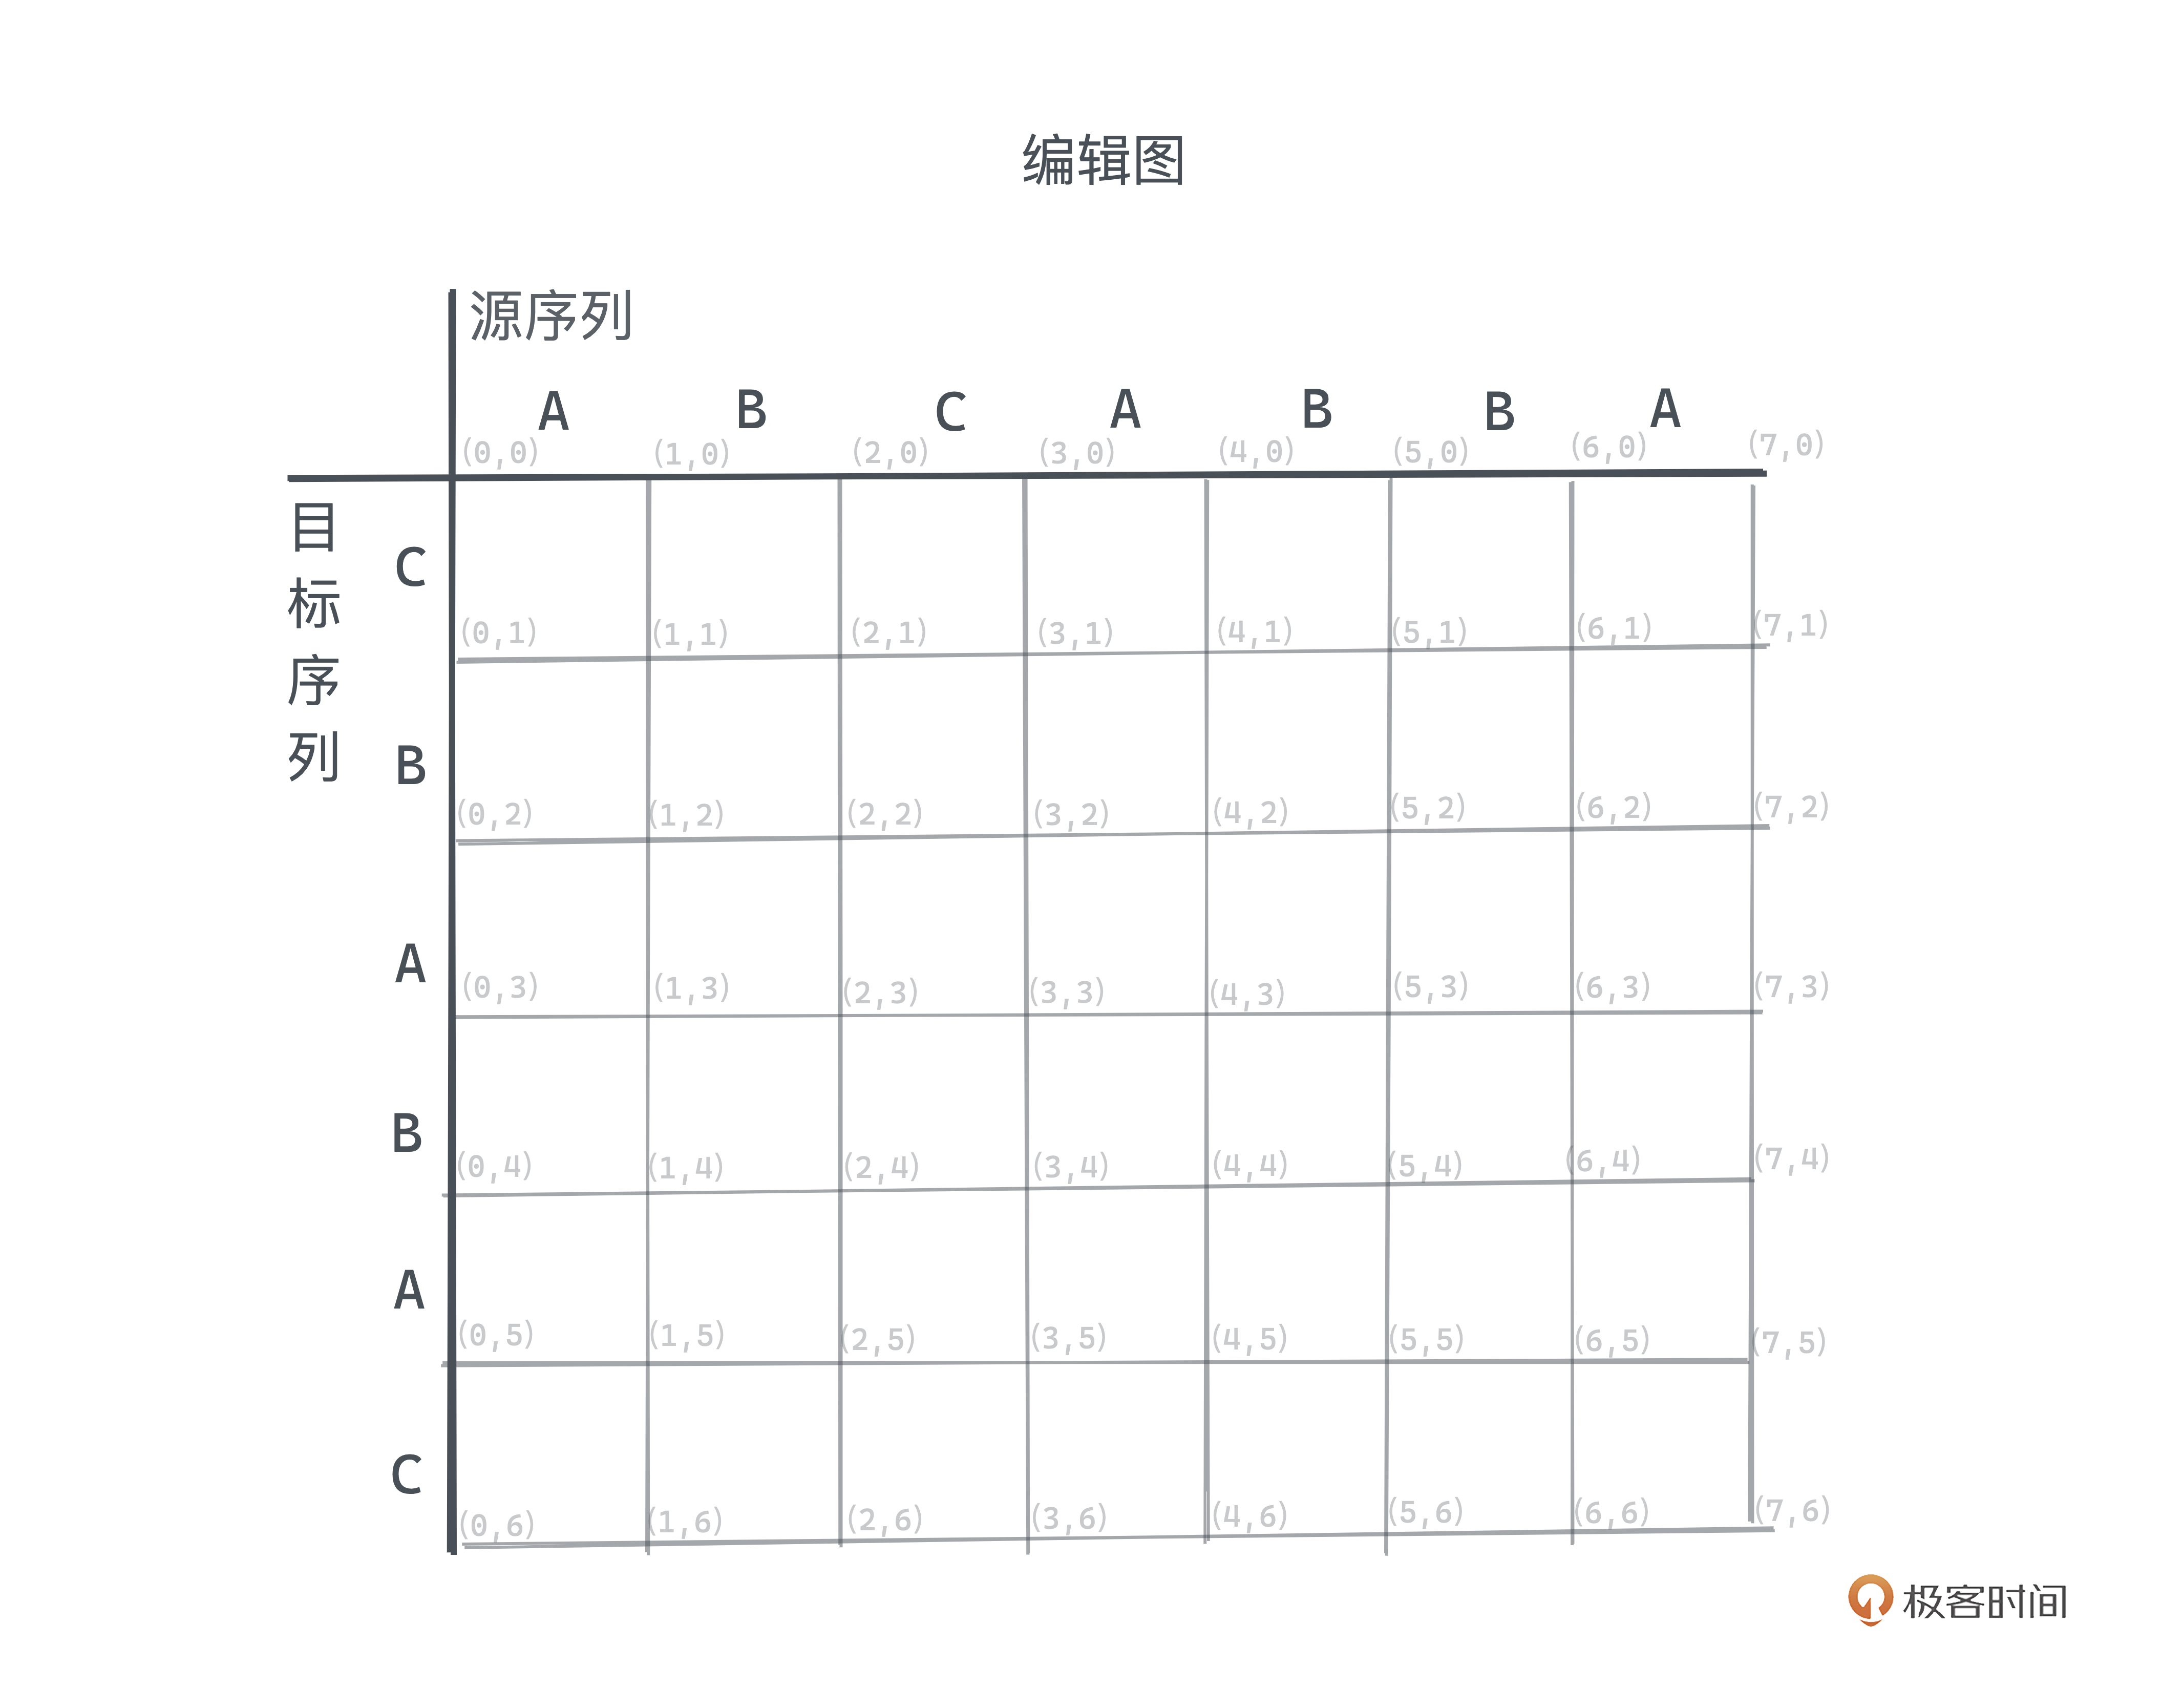 编辑图
源序列
A B C A B B A
(0,0) (1,0) (2,0) (3,0) (4,0) (5,0) (6,0) (7,0)
目标序列
C
(0,1) (1,1) (2,1) (3,1) (4,1) (5,1) (6,1) (7,1)
B
(0,2) (1,2) (2,2) (3,2) (4,2) (5,2) (6,2) (7,2)
A
(0,3) (1,3) (2,3) (3,3) (4,3) (5,3) (6,3) (7,3)
B
(0,4) (1,4) (2,4) (3,4) (4,4) (5,4) (6,4) (7,4)
A
(0,5) (1,5) (2,5) (3,5) (4,5) (5,5) (6,5) (7,5)
C
(0,6) (1,6) (2,6) (3,6) (4,6) (5,6) (6,6) (7,6)
极客时间